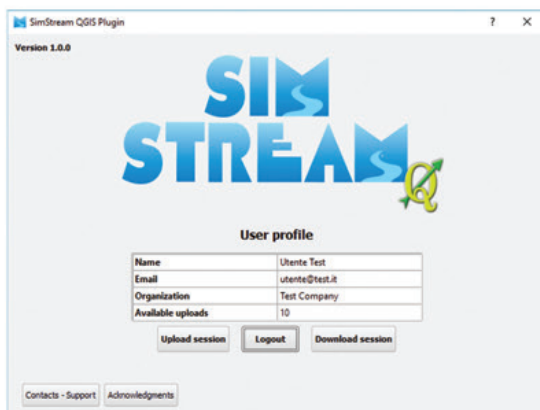 SimStream QGIS Plugin ? ×
Version 1.0.0
SIM
STREAM
Q
User profile
Name Utente Test
Email utente@test.it
Organization Test Company
Available uploads 10
Upload session Logout Download session
Contacts - Support Acknowledgments